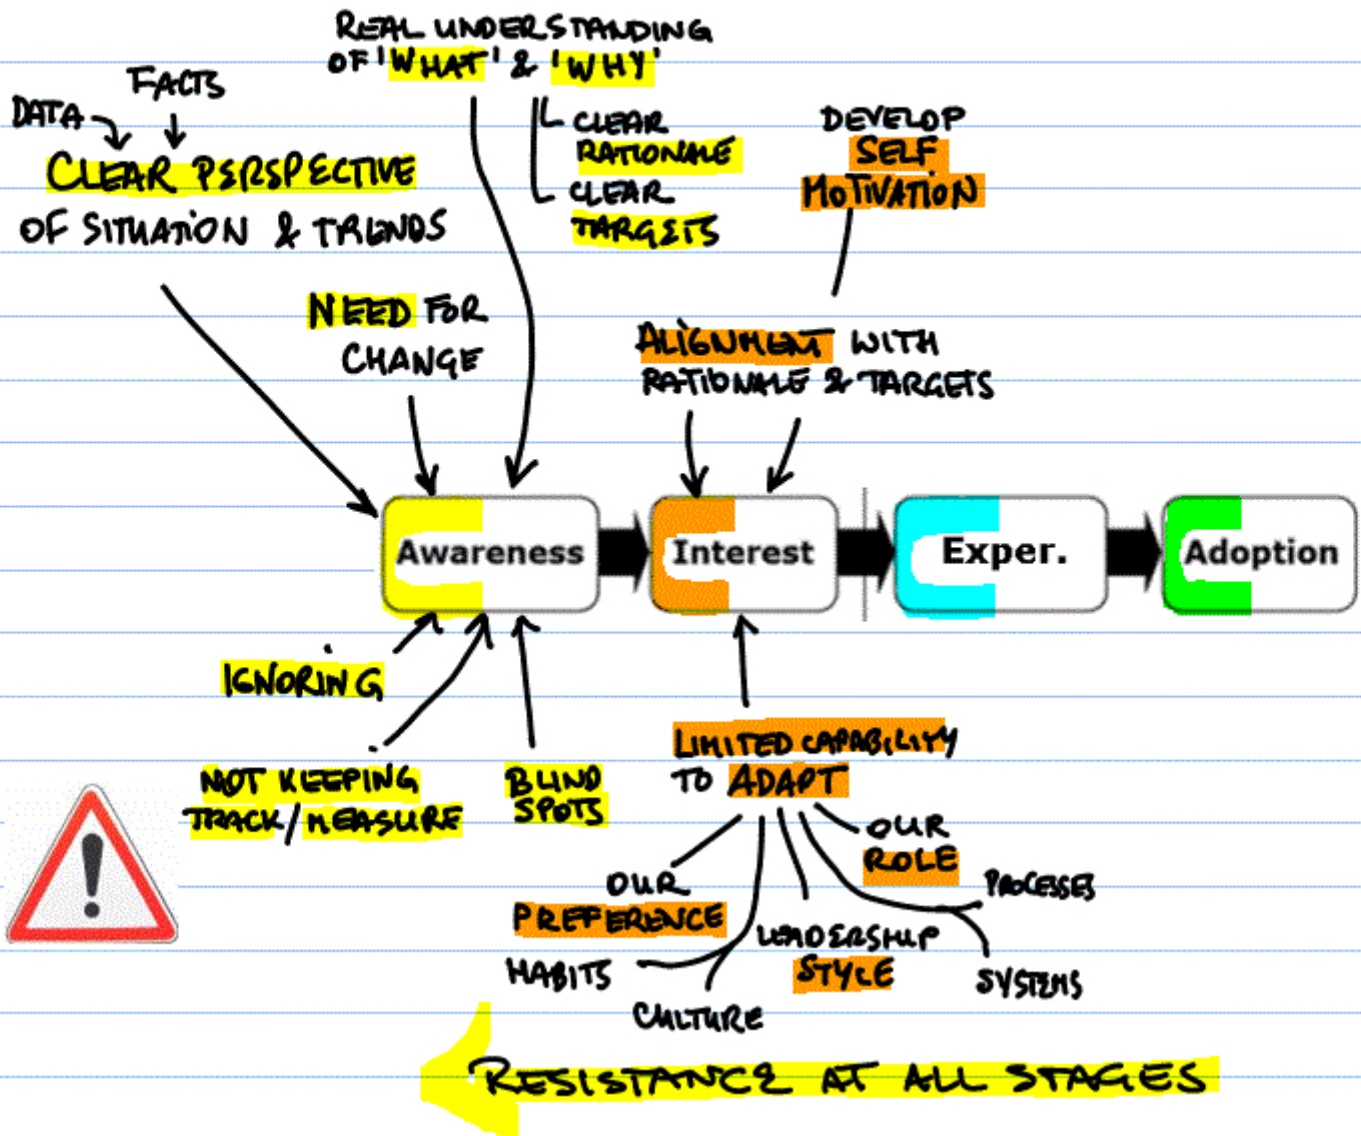 REAL UNDERSTANDING
OF 'WHAT' & 'WHY'
FACTS
DATA
CLEAR PERSPECTIVE
OF SITUATION & TRENDS
CLEAR
RATIONALE
CLEAR
TARGETS
DEVELOP
SELF
MOTIVATION
NEED FOR
CHANGE
ALIGNMENT WITH
RATIONALE & TARGETS
Awareness
Interest
Exper.
Adoption
IGNORING
NOT KEEPING
TRACK/MEASURE
BLIND
SPOTS
LIMITED CAPABILITY
TO ADAPT
OUR
PREFERENCE
HABITS
CULTURE
LEADERSHIP
STYLE
OUR
ROLE
PROCESSES
SYSTEMS
!
RESISTANCE AT ALL STAGES